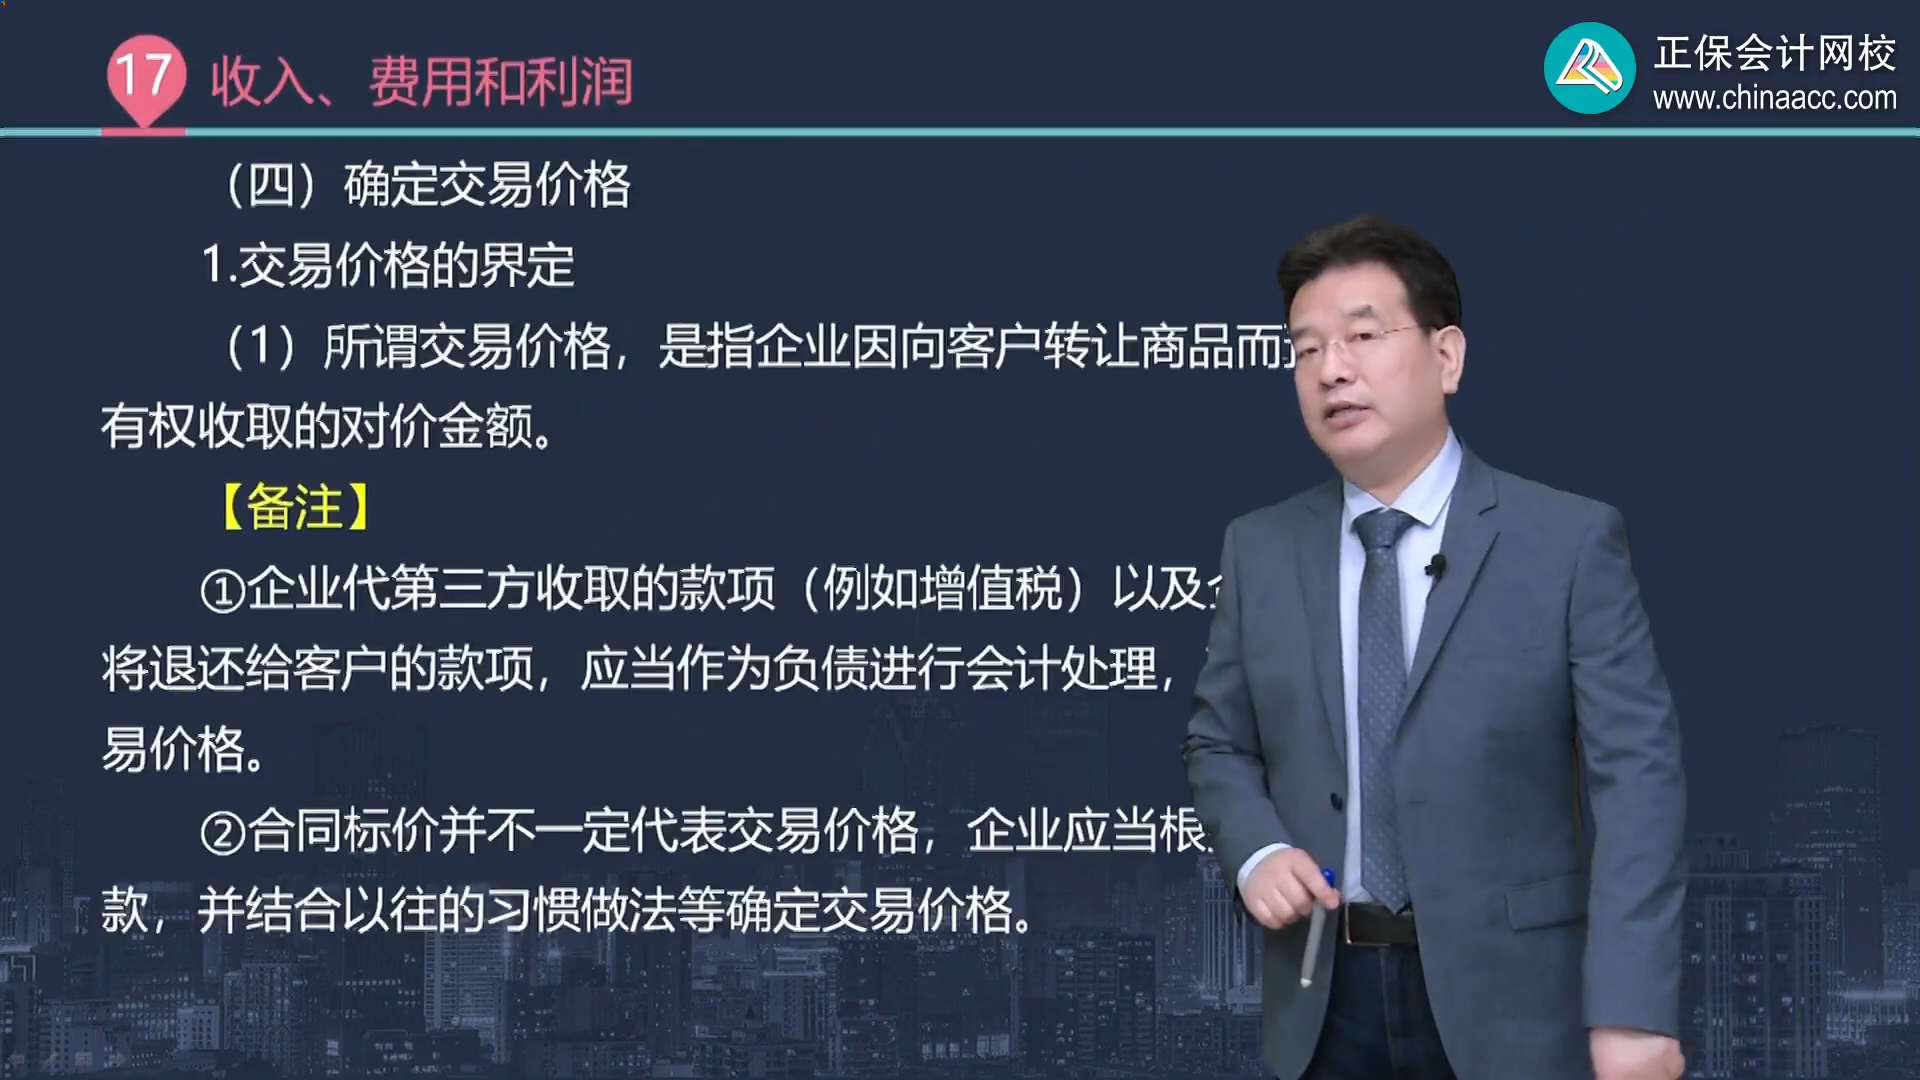 17 收入、费用和利润
正保会计网校
www.chinaacc.com
（四）确定交易价格
1.交易价格的界定
（1）所谓交易价格，是指企业因向客户转让商品而
有权收取的对价金额。
【备注】
①企业代第三方收取的款项（例如增值税）以及
将退还给客户的款项，应当作为负债进行会计处理，
易价格。
②合同标价并不一定代表交易价格，企业应当根
款，并结合以往的习惯做法等确定交易价格。